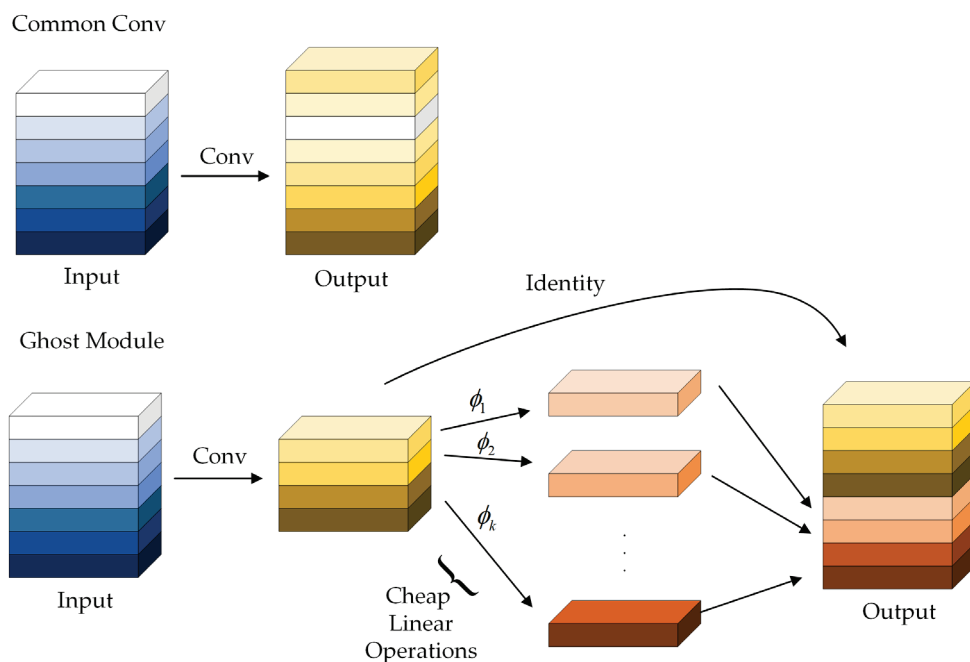 Common Conv
Conv
Input
Output
Identity
Ghost Module
ϕ₁
ϕ₂
Conv
ϕₖ
.
.
.
{
Cheap
Linear
Operations
Input
Output